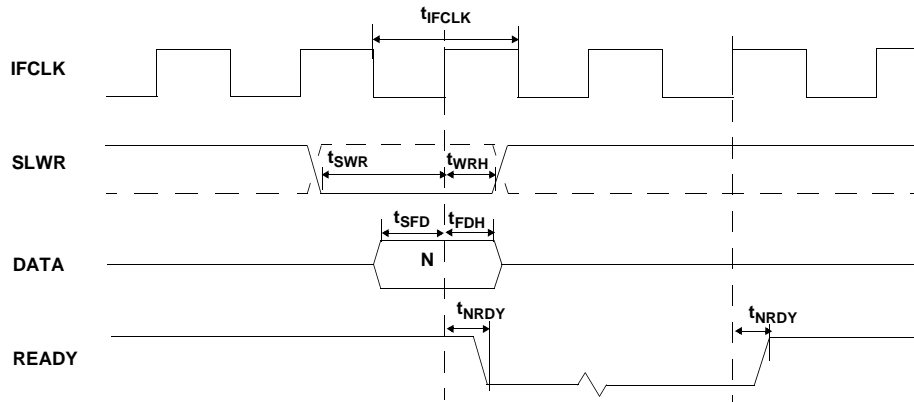 tIFCLK
IFCLK
SLWR
tSWR
tWRH
tSFD
tFDH
DATA
N
tNRDY
tNRDY
READY